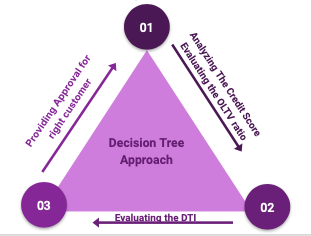 01
Analyzing The Credit Score
Evaluating the OLTV ratio
Providing Approval for
right customer
Decision Tree
Approach
03
02
Evaluating the DTI